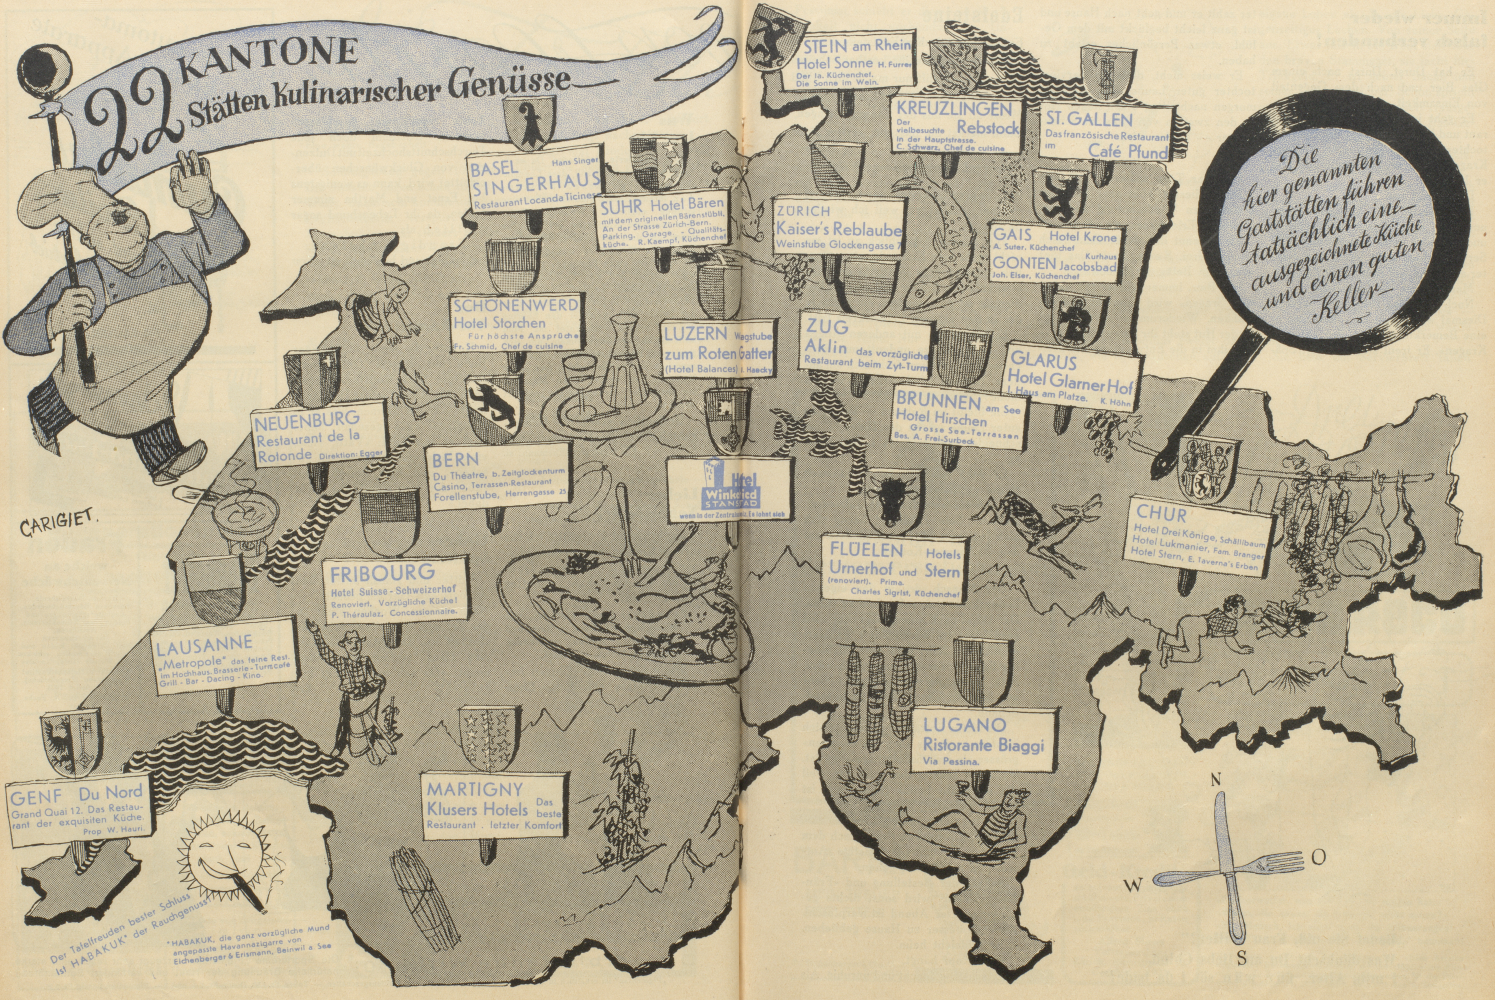 22 KANTONE
Stätten Kulinarischer Genüsse
STEIN am Rhein
Hotel Sonne H. Furrer
Der la. Küchenchef.
Die Sonne im Wein.
KREUZLINGEN
Der
vielbesuchte Rebstock
in der Hauptstrasse.
C. Schwarz, Chef de cuisine
ST. GALLEN
Das französische Restaurant
im Café Pfund
BASEL Hans Singer
SINGERHAUS
Restaurant Locanda Ticinese
SUHR Hotel Bären
mit dem originellen Bärenstübli.
An der Strasse Zürich-Bern.
Parking. Garage. - Qualitäts-
küche. R. Kaempf, Küchenchef
ZÜRICH
Kaiser's Reblaube
Weinstube Glockengasse 7
GAIS Hotel Krone
A. Suter, Küchenchef
Kurhaus
GONTEN Jacobsbad
Joh. Elser, Küchenchef
Die
hier genannten
Gaststätten führen
tatsächlich eine
ausgezeichnete Küche
und einen guten
Keller
SCHÖNENWERD
Hotel Storchen
Für höchste Ansprüche
Fr. Schmid, Chef de cuisine
LUZERN
zum Roten Gatter
(Hotel Balances) J. Haecky
ZUG
Aklin das vorzügliche
Restaurant beim Zyt-Turm
GLARUS
Hotel Glarner Hof
I. Haus am Platze. K. Höhn
BRUNNEN am See
Hotel Hirschen
Grosse See-Terrassen
Bes. A. Frei-Surbeck
NEUENBURG
Restaurant de la
Rotonde Direktion: Egger
BERN
Du Théatre, b. Zeitglockenturm
Casino, Terrassen-Restaurant
Forellenstube, Herrengasse 25
Hotel
Winkelried
STANSSTAD
wenn in der Zentralschweiz. Es lohnt sich
CHUR
Hotel Drei Könige, Schällibaum
Hotel Lukmanier, Fam. Branger
Hotel Stern, E. Taverna's Erben
CARIGIET.
FLÜELEN Hotels
Urnerhof und Stern
(renoviert). Prima.
Charles Sigrist, Küchenchef
FRIBOURG
Hotel Suisse - Schweizerhof
Renoviert. Vorzügliche Küche!
P. Théraulaz, Concessionnaire.
LAUSANNE
„Metropole" das feine Rest.
im Hochhaus. Brasserie - Turmcafé
Grill - Bar - Dacing - Kino.
LUGANO
Ristorante Biaggi
Via Pessina.
GENF Du Nord
Grand Quai 12. Das Restau-
rant der exquisiten Küche.
Prop. W. Hauri.
MARTIGNY
Klusers Hotels Das
beste
Restaurant . letzter Komfort
N
W
O
S
Der Tafelfreuden bester Schluss
Ist HABAKUK* der Rauchgenuss
*HABAKUK, die ganz vorzügliche Mund
angepasste Havannazigarre von
Eichenberger & Erismann, Beinwil a. See